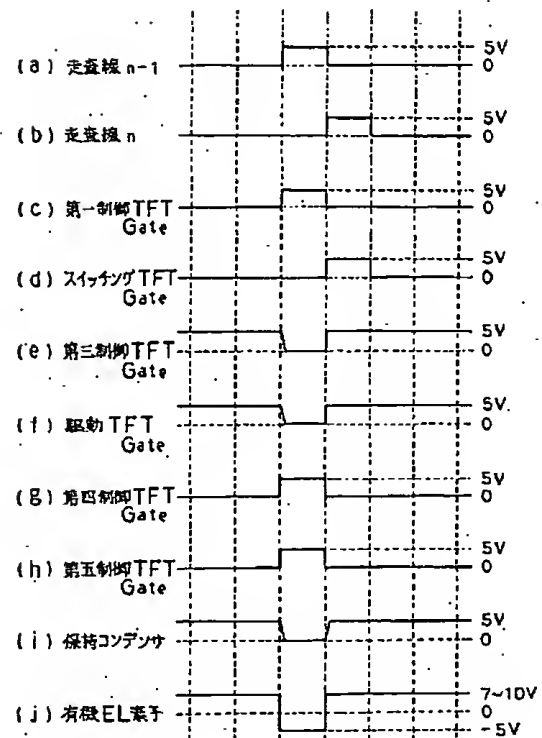 5V
(a) 走査線 n-1 0
5V
(b) 走査線 n 0
5V
(c) 第一制御TFT 0
Gate
5V
(d) スイッチングTFT 0
Gate
5V
(e) 第三制御TFT 0
Gate
5V
(f) 駆動TFT 0
Gate
5V
(g) 第四制御TFT 0
Gate
5V
(h) 第五制御TFT 0
Gate
5V
(i) 保持コンデンサ 0
7~10V
(j) 有機EL素子 0
-5V